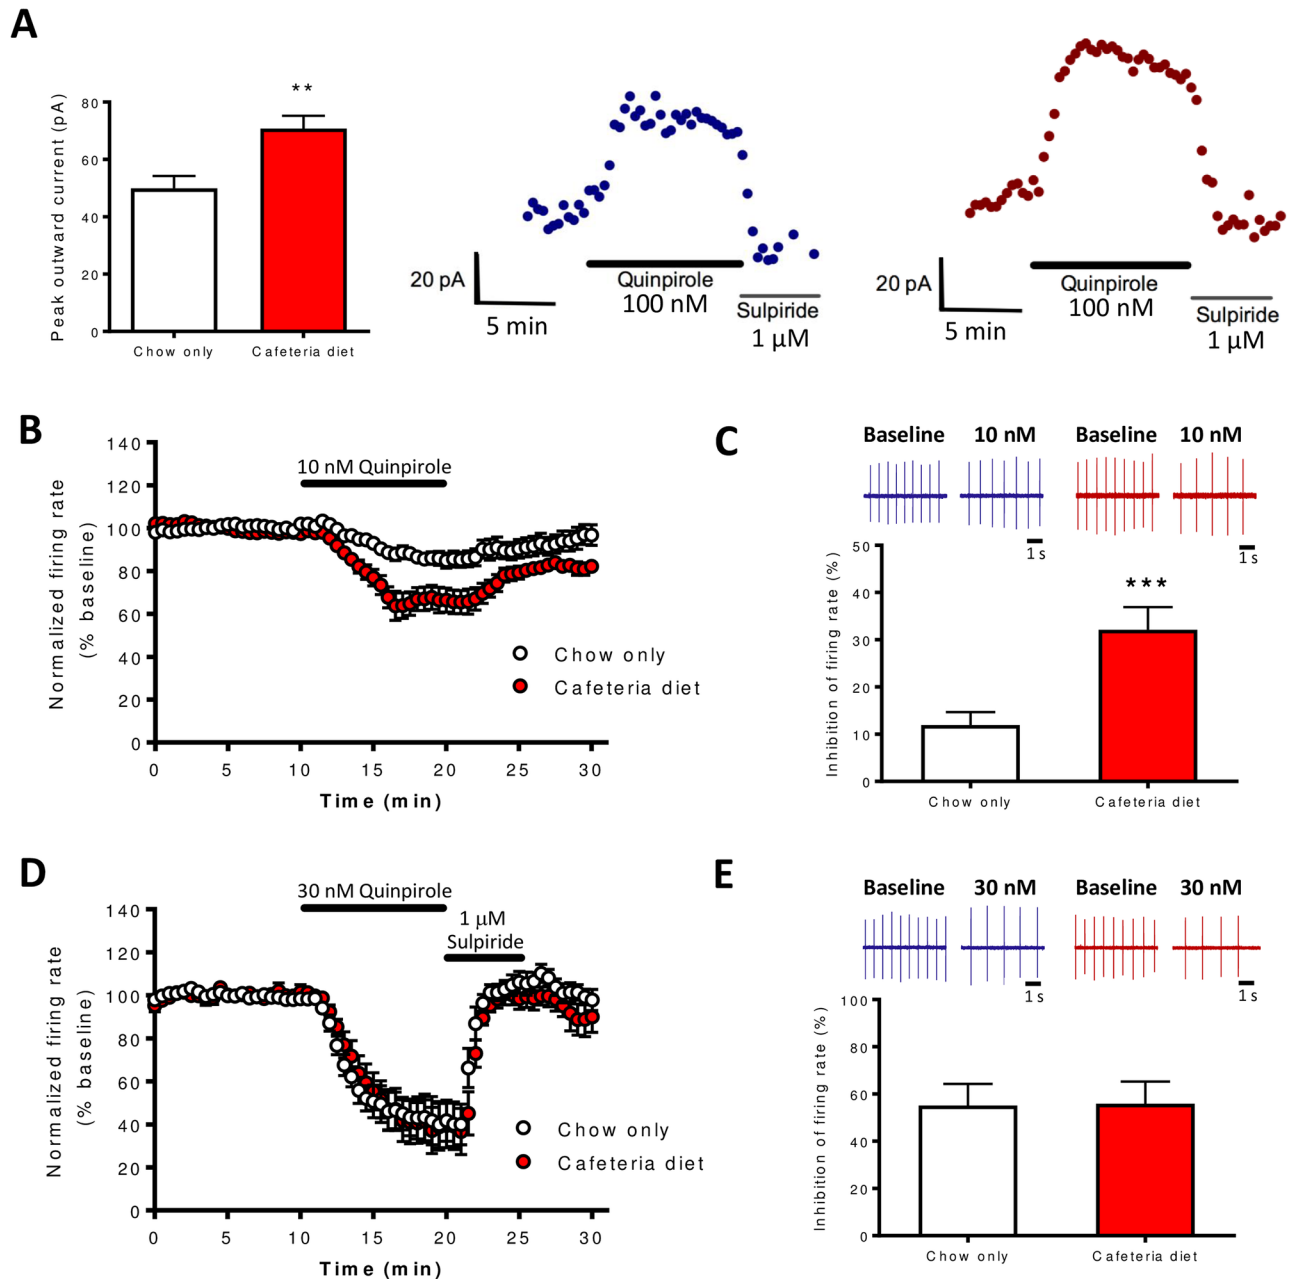 A
Peak outward current (pA)
80
60
40
20
0
**
Chow only
Cafeteria diet
20 pA
5 min
Quinpirole
100 nM
Sulpiride
1 μM
20 pA
5 min
Quinpirole
100 nM
Sulpiride
1 μM
B
Normalized firing rate
(% baseline)
140
120
100
80
60
40
20
0
10 nM Quinpirole
Chow only
Cafeteria diet
0 5 10 15 20 25 30
Time (min)
C
Baseline 10 nM Baseline 10 nM
1 s
1 s
Inhibition of firing rate (%)
50
40
30
20
10
0
***
Chow only
Cafeteria diet
D
Normalized firing rate
(% baseline)
140
120
100
80
60
40
20
0
30 nM Quinpirole
1 μM
Sulpiride
Chow only
Cafeteria diet
0 5 10 15 20 25 30
Time (min)
E
Baseline 30 nM Baseline 30 nM
1 s
1 s
Inhibition of firing rate (%)
100
80
60
40
20
0
Chow only
Cafeteria diet